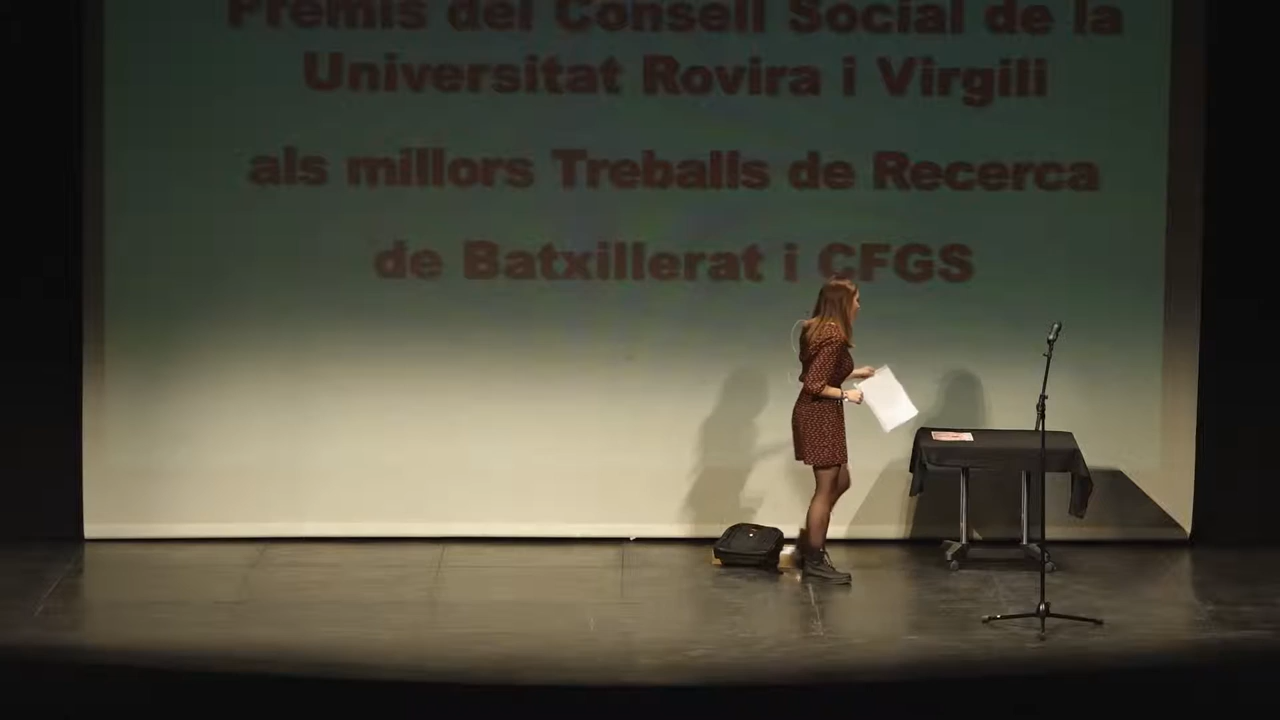 Premis del Consell Social de la
Universitat Rovira i Virgili
als millors Treballs de Recerca
de Batxillerat i CFGS